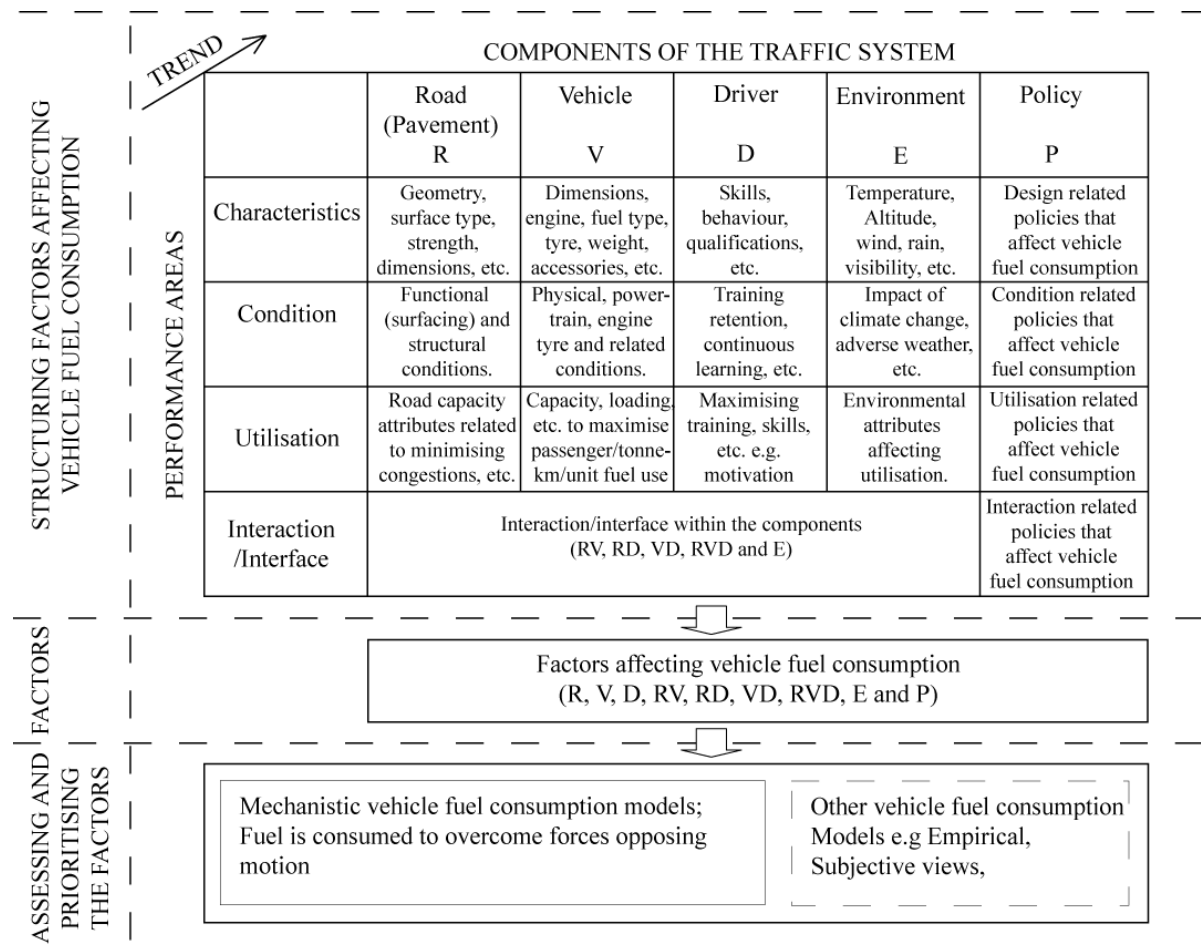 TREND
COMPONENTS OF THE TRAFFIC SYSTEM
STRUCTURING FACTORS AFFECTING
VEHICLE FUEL CONSUMPTION
PERFORMANCE AREAS
Road
(Pavement)
R
Vehicle
V
Driver
D
Environment
E
Policy
P
Characteristics
Geometry,
surface type,
strength,
dimensions, etc.
Dimensions,
engine, fuel type,
tyre, weight,
accessories, etc.
Skills,
behaviour,
qualifications,
etc.
Temperature,
Altitude,
wind, rain,
visibility, etc.
Design related
policies that
affect vehicle
fuel consumption
Condition
Functional
(surfacing) and
structural
conditions.
Physical, power-
train, engine
tyre and related
conditions.
Training
retention,
continuous
learning, etc.
Impact of
climate change,
adverse weather,
etc.
Condition related
policies that
affect vehicle
fuel consumption
Utilisation
Road capacity
attributes related
to minimising
congestions, etc.
Capacity, loading,
etc. to maximise
passenger/tonne-
km/unit fuel use
Maximising
training, skills,
etc. e.g.
motivation
Environmental
attributes
affecting
utilisation.
Utilisation related
policies that
affect vehicle
fuel consumption
Interaction
/Interface
Interaction/interface within the components
(RV, RD, VD, RVD and E)
Interaction related
policies that
affect vehicle
fuel consumption
FACTORS
Factors affecting vehicle fuel consumption
(R, V, D, RV, RD, VD, RVD, E and P)
ASSESSING AND
PRIORITISING
THE FACTORS
Mechanistic vehicle fuel consumption models;
Fuel is consumed to overcome forces opposing
motion
Other vehicle fuel consumption
Models e.g Empirical,
Subjective views,